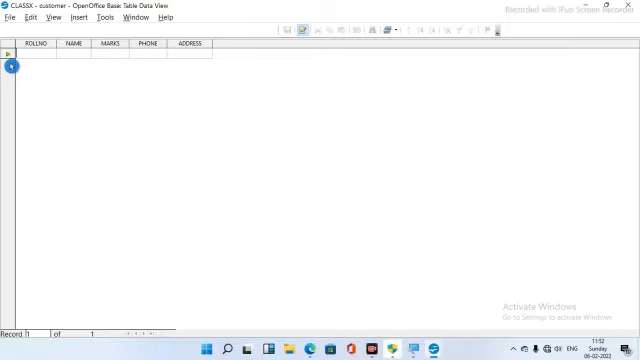 CLASSX - customer - OpenOffice Base: Table Data View
Recorded with iFun Screen Recorder
File Edit View Insert Tools Window Help
ROLLNO NAME MARKS PHONE ADDRESS
Activate Windows
Go to Settings to activate Windows.
Record 1 of 1
ENG
11:52
Sunday
06-02-2022